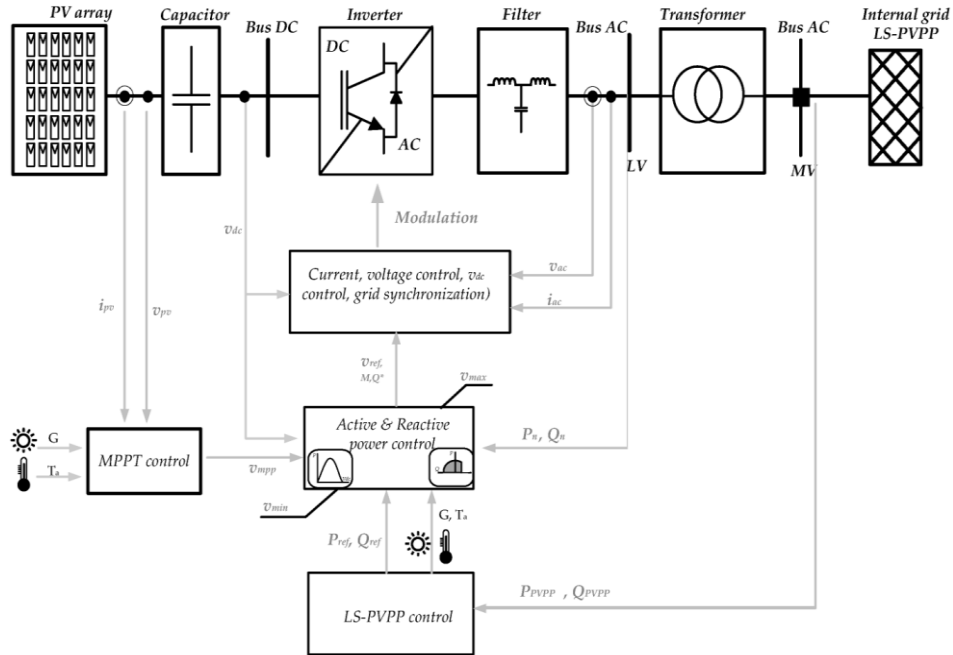 PV array
Capacitor
Bus DC
Inverter
Filter
Bus AC
Transformer
Bus AC
Internal grid
LS-PVPP
DC
AC
LV
MV
Modulation
vdc
vac
iac
Current, voltage control, vdc
control, grid synchronization)
ipv
vpv
vref,
M,Q*
vmax
Active & Reactive
power control
Pn, Qn
G
Ta
MPPT control
vmpp
vmin
Pref, Qref
G, Ta
LS-PVPP control
PPVPP , QPVPP